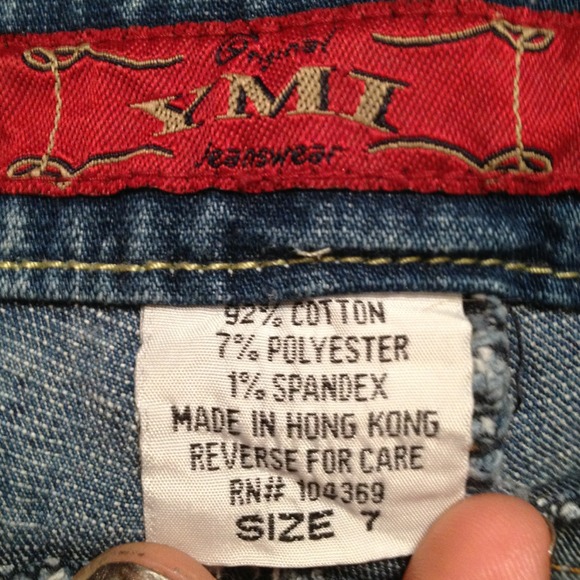 Original
YMI
jeanswear
92% COTTON
7% POLYESTER
1% SPANDEX
MADE IN HONG KONG
REVERSE FOR CARE
RN# 104369
SIZE 7